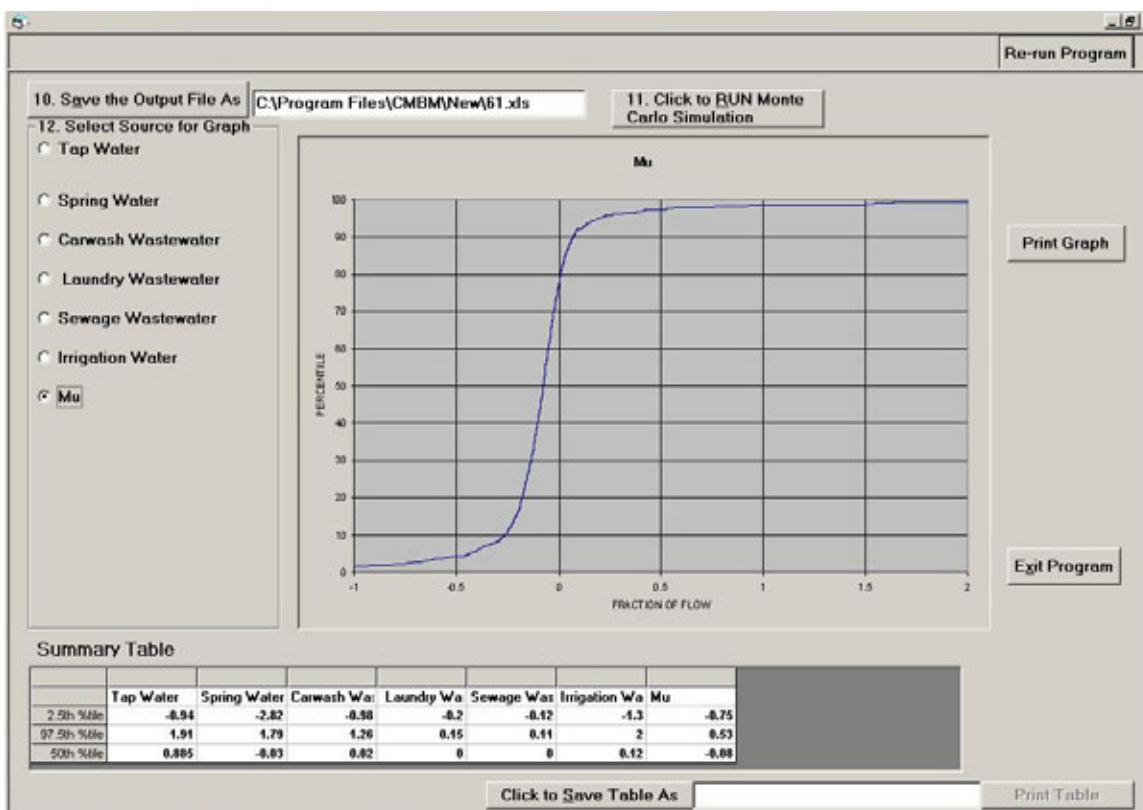 Re-run Program
10. Save the Output File As
C:\Program Files\CMBM\New\61.xls
11. Click to RUN Monte
Carlo Simulation
12. Select Source for Graph
Tap Water
Spring Water
Carwash Wastewater
Laundry Wastewater
Sewage Wastewater
Irrigation Water
Mu
Mu
100
90
80
70
60
50
40
30
20
10
0
PERCENTILE
-1 -0.5 0 0.5 1 1.5 2
FRACTION OF FLOW
Print Graph
Exit Program
Summary Table
Tap Water Spring Water Carwash Wa: Laundry Wa Sewage Was Irrigation Wa Mu
2.5th %tile -0.94 -2.82 -0.98 -0.2 -0.12 -1.3 -0.75
97.5th %tile 1.91 1.79 1.26 0.15 0.11 2 0.53
50th %tile 0.885 -0.03 0.02 0 0 0.12 -0.08
Click to Save Table As
Print Table